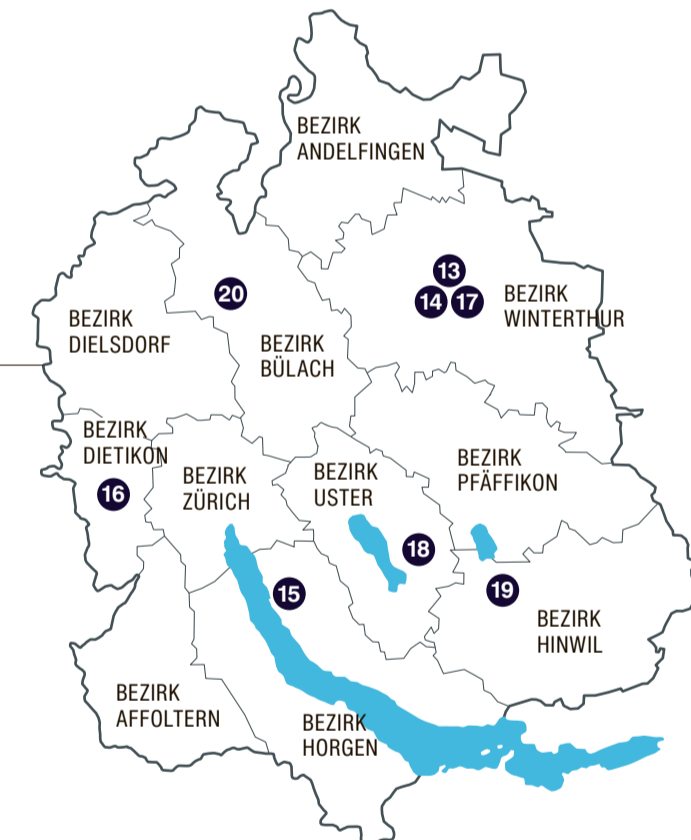 BEZIRK
ANDELFINGEN
13
14 17
BEZIRK
WINTERTHUR
20
BEZIRK
DIELSDORF
BEZIRK
BÜLACH
BEZIRK
DIETIKON
16
BEZIRK
ZÜRICH
BEZIRK
USTER
BEZIRK
PFÄFFIKON
18
15
19
BEZIRK
HINWIL
BEZIRK
AFFOLTERN
BEZIRK
HORGEN